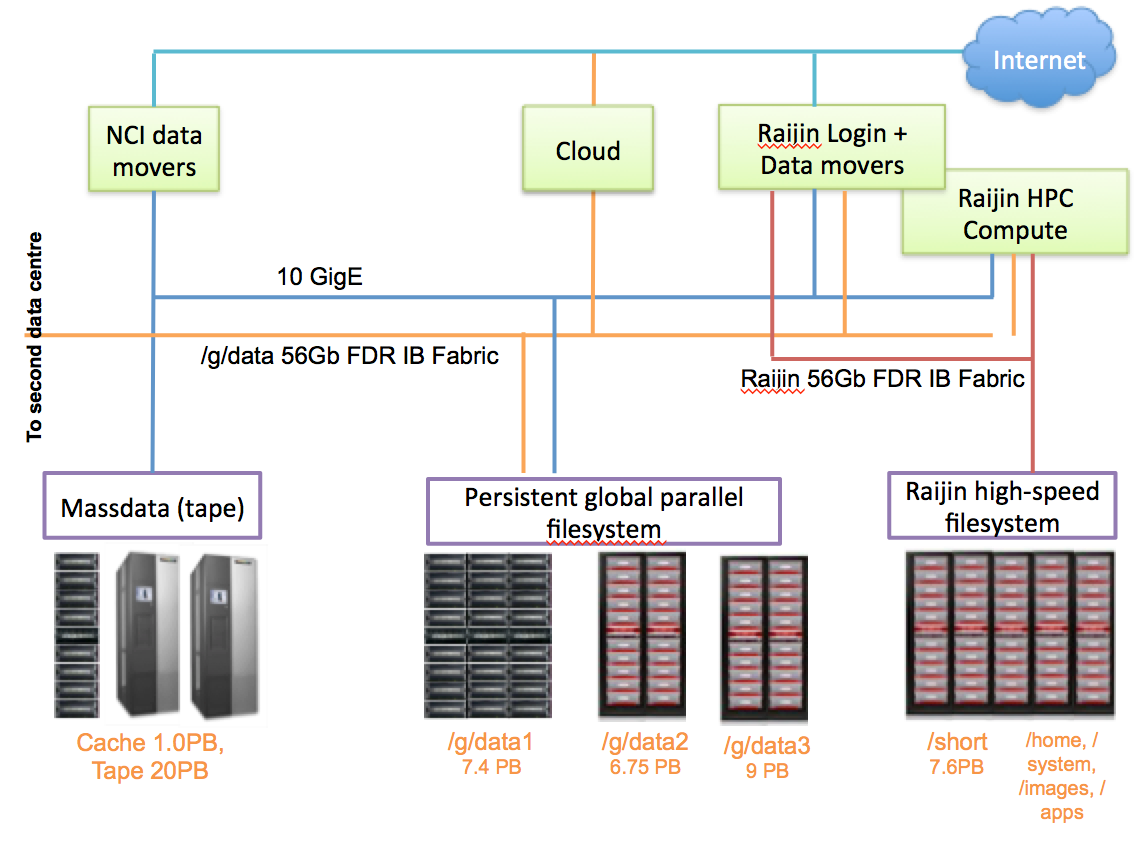 Internet
NCI data
movers
Cloud
Raijin Login +
Data movers
Raijin HPC
Compute
To second data centre
10 GigE
/g/data 56Gb FDR IB Fabric
Raijin 56Gb FDR IB Fabric
Massdata (tape)
Persistent global parallel
filesystem
Raijin high-speed
filesystem
Cache 1.0PB,
Tape 20PB
/g/data1
7.4 PB
/g/data2
6.75 PB
/g/data3
9 PB
/short
7.6PB
/home, /
system,
/images, /
apps